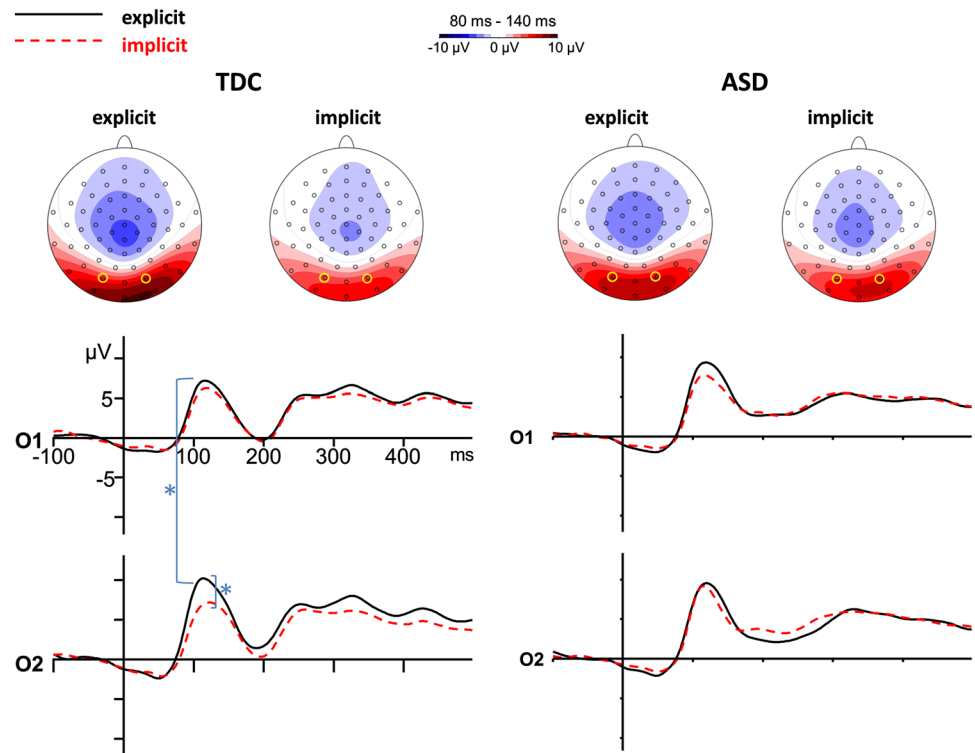 explicit
implicit
80 ms - 140 ms
-10 µV 0 µV 10 µV
TDC ASD
explicit implicit explicit implicit
µV
5
O1 O1
-100 100 200 300 400 ms
-5
*
*
O2 O2